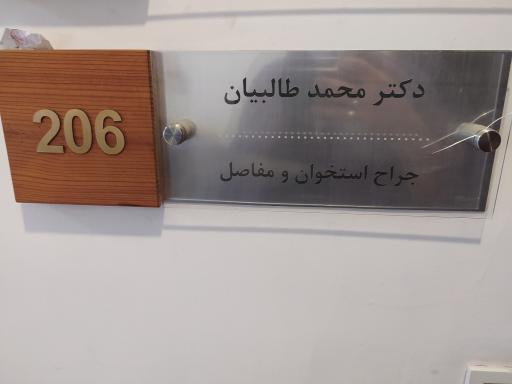 206
دکتر محمد طالبیان
جراح استخوان و مفاصل